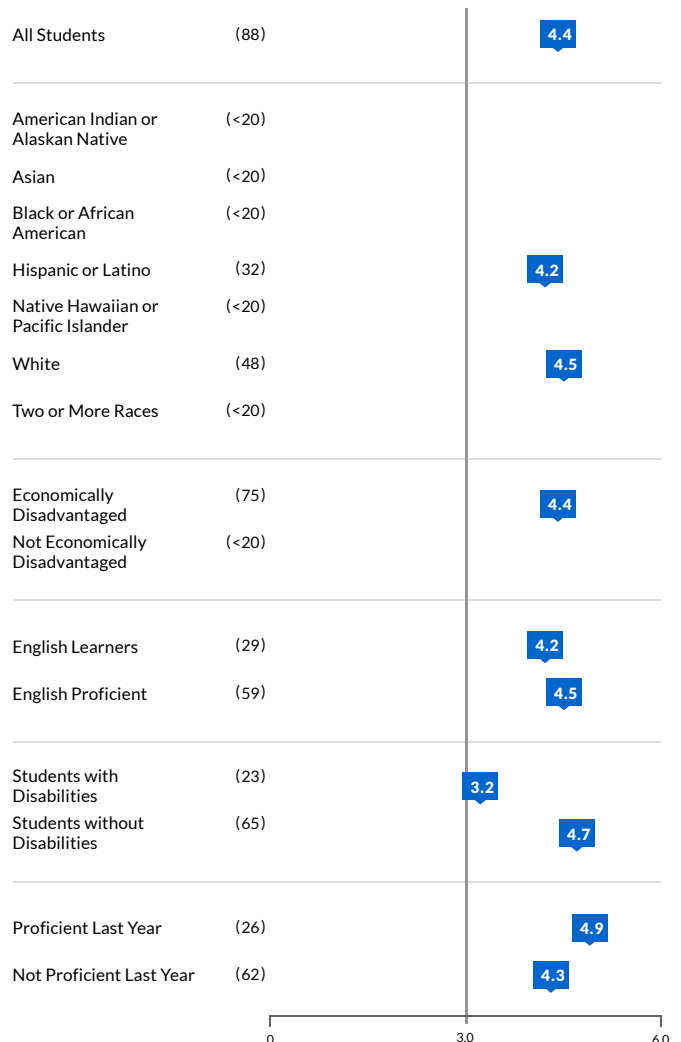 All Students (88) 4.4
American Indian or (<20)
Alaskan Native
Asian (<20)
Black or African (<20)
American
Hispanic or Latino (32) 4.2
Native Hawaiian or (<20)
Pacific Islander
White (48) 4.5
Two or More Races (<20)
Economically (75) 4.4
Disadvantaged
Not Economically (<20)
Disadvantaged
English Learners (29) 4.2
English Proficient (59) 4.5
Students with (23) 3.2
Disabilities
Students without (65) 4.7
Disabilities
Proficient Last Year (26) 4.9
Not Proficient Last Year (62) 4.3
0 3.0 6.0